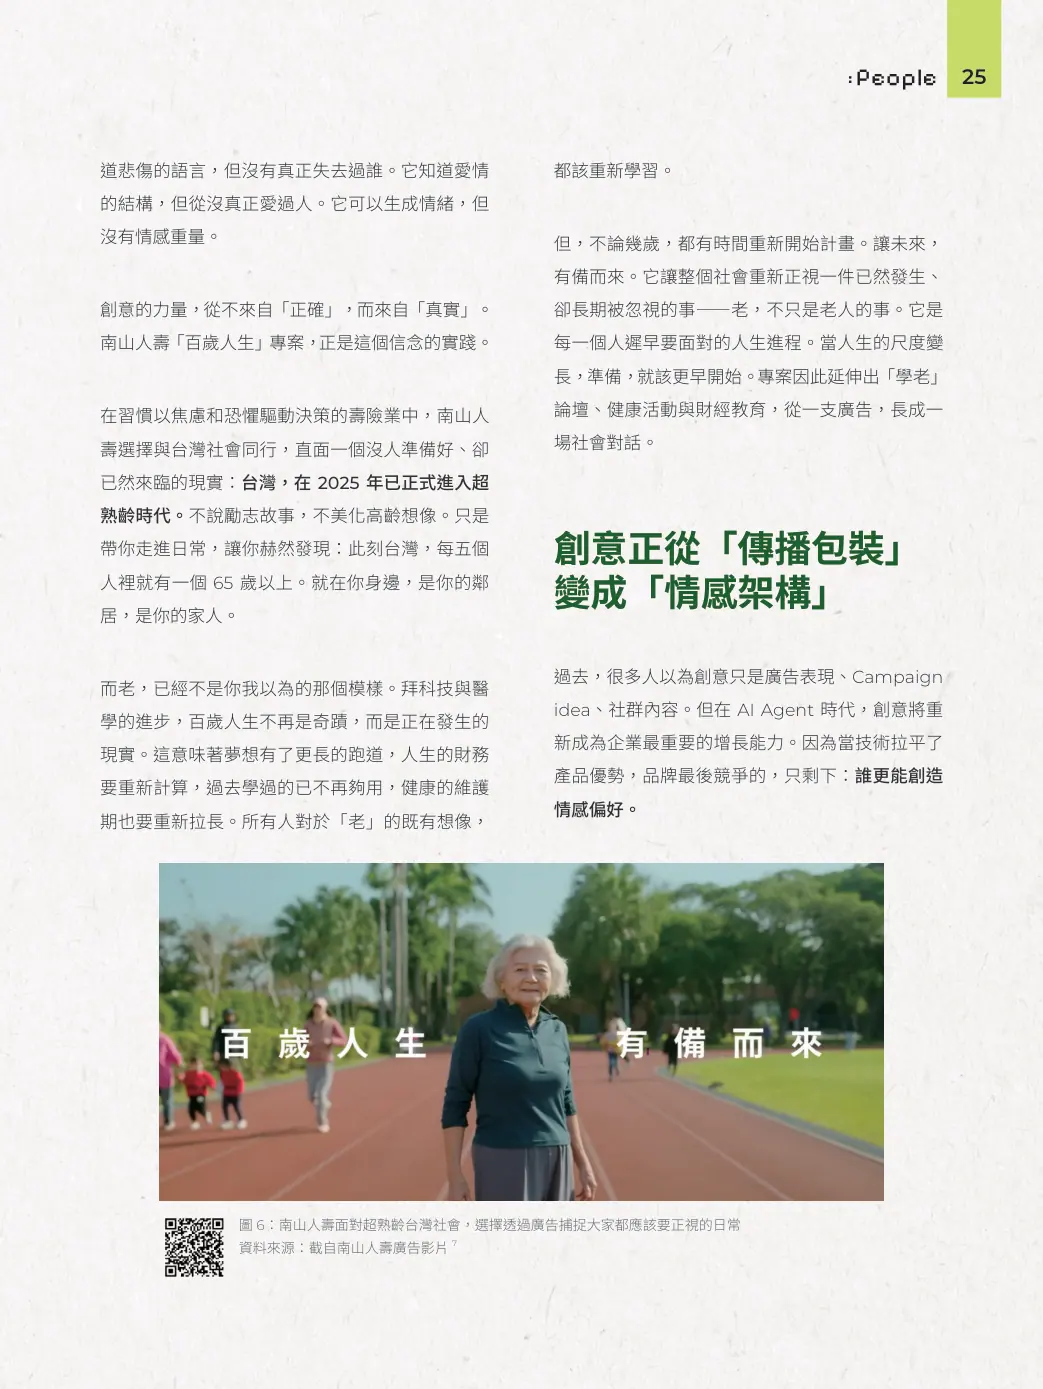 :People 25
道悲傷的語言，但沒有真正失去過誰。它知道愛情
的結構，但從沒真正愛過人。它可以生成情緒，但
沒有情感重量。
創意的力量，從不來自「正確」，而來自「真實」。
南山人壽「百歲人生」專案，正是這個信念的實踐。
在習慣以焦慮和恐懼驅動決策的壽險業中，南山人
壽選擇與台灣社會同行，直面一個沒人準備好、卻
已然來臨的現實：台灣，在 2025 年已正式進入超
熟齡時代。不說勵志故事，不美化高齡想像。只是
帶你走進日常，讓你赫然發現：此刻台灣，每五個
人裡就有一個 65 歲以上。就在你身邊，是你的鄰
居，是你的家人。
而老，已經不是你我以為的那個模樣。拜科技與醫
學的進步，百歲人生不再是奇蹟，而是正在發生的
現實。這意味著夢想有了更長的跑道，人生的財務
要重新計算，過去學過的已不再夠用，健康的維護
期也要重新拉長。所有人對於「老」的既有想像，
都該重新學習。
但，不論幾歲，都有時間重新開始計畫。讓未來，
有備而來。它讓整個社會重新正視一件已然發生、
卻長期被忽視的事——老，不只是老人的事。它是
每一個人遲早要面對的人生進程。當人生的尺度變
長，準備，就該更早開始。專案因此延伸出「學老」
論壇、健康活動與財經教育，從一支廣告，長成一
場社會對話。
創意正從「傳播包裝」
變成「情感架構」
過去，很多人以為創意只是廣告表現、Campaign
idea、社群內容。但在 AI Agent 時代，創意將重
新成為企業最重要的增長能力。因為當技術拉平了
產品優勢，品牌最後競爭的，只剩下：誰更能創造
情感偏好。
百歲人生 有備而來
圖 6：南山人壽面對超熟齡台灣社會，選擇透過廣告捕捉大家都應該要正視的日常
資料來源：截自南山人壽廣告影片 7